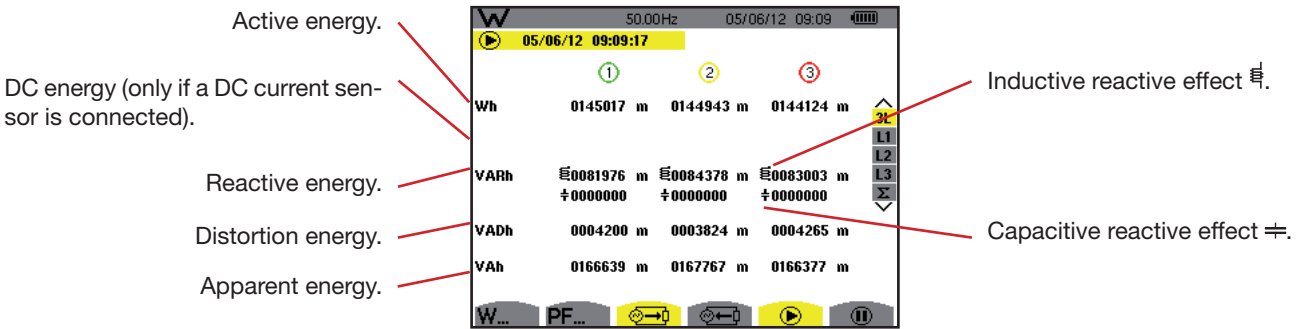 Active energy.
DC energy (only if a DC current sen-
sor is connected).
Reactive energy.
Distortion energy.
Apparent energy.
W 50.00Hz 05/06/12 09:09
05/06/12 09:09:17
1 2 3
Wh 0145017 m 0144943 m 0144124 m
VARh 0081976 m 0084378 m 0083003 m
0000000 0000000 0000000
VADh 0004200 m 0003824 m 0004265 m
VAh 0166639 m 0167767 m 0166377 m
3L
L1
L2
L3
Σ
W... PF...
Inductive reactive effect .
Capacitive reactive effect .